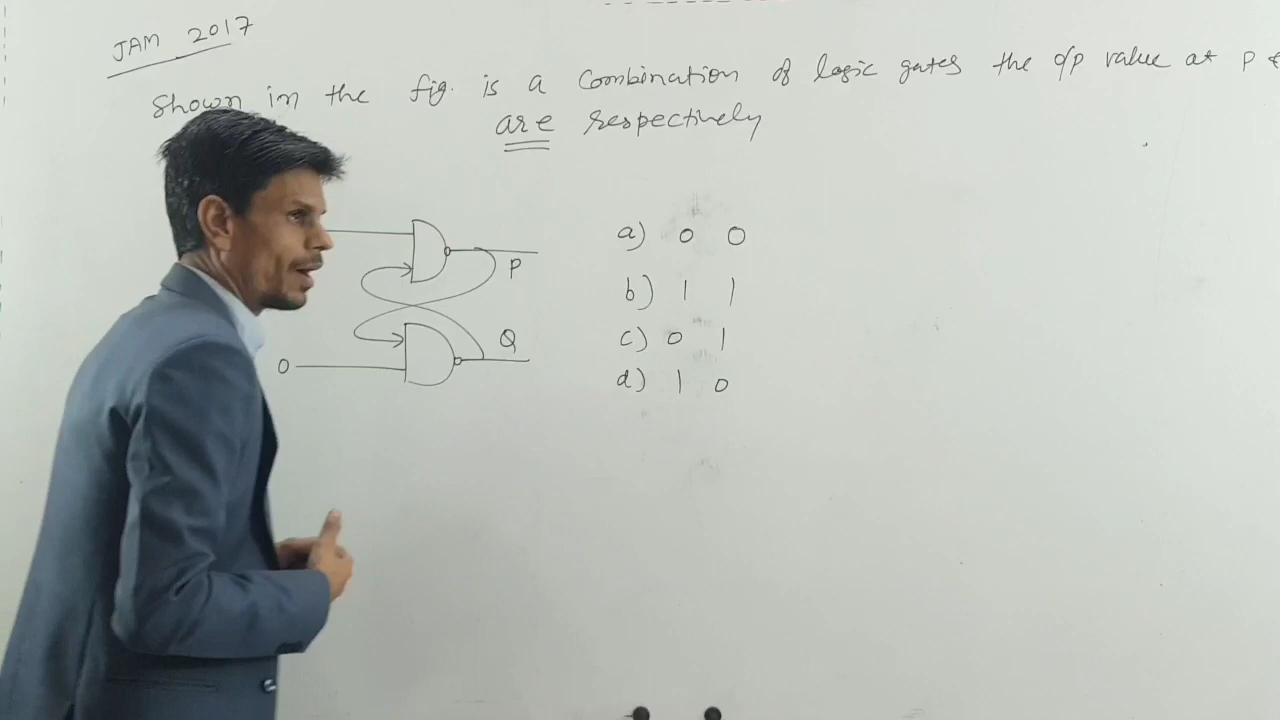 JAM 2017
Shown in the fig. is a Combination of logic gates the o/p value at P &
are respectively
a) 0 0
P
b) 1 1
Q
c) 0 1
0
d) 1 0